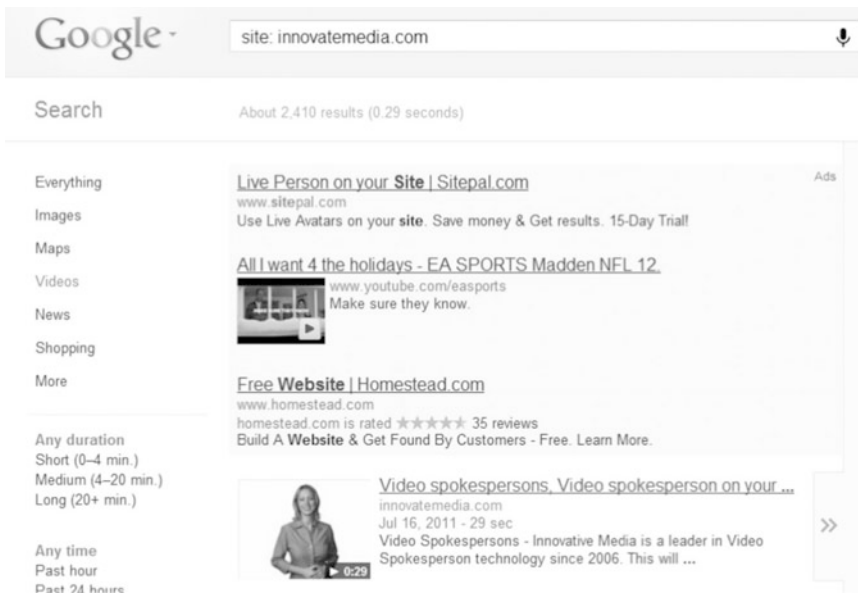 Google
site: innovatemedia.com
Search
About 2,410 results (0.29 seconds)
Everything
Images
Maps
Videos
News
Shopping
More
Any duration
Short (0–4 min.)
Medium (4–20 min.)
Long (20+ min.)
Any time
Past hour
Past 24 hours
Ads
Live Person on your Site | Sitepal.com
www.sitepal.com
Use Live Avatars on your site. Save money & Get results. 15-Day Trial!
All I want 4 the holidays - EA SPORTS Madden NFL 12.
www.youtube.com/easports
Make sure they know.
Free Website | Homestead.com
www.homestead.com
homestead.com is rated ★★★★★ 35 reviews
Build A Website & Get Found By Customers - Free. Learn More.
Video spokespersons, Video spokesperson on your ...
innovatemedia.com
Jul 16, 2011 - 29 sec
Video Spokespersons - Innovative Media is a leader in Video
Spokesperson technology since 2006. This will ...
0:29